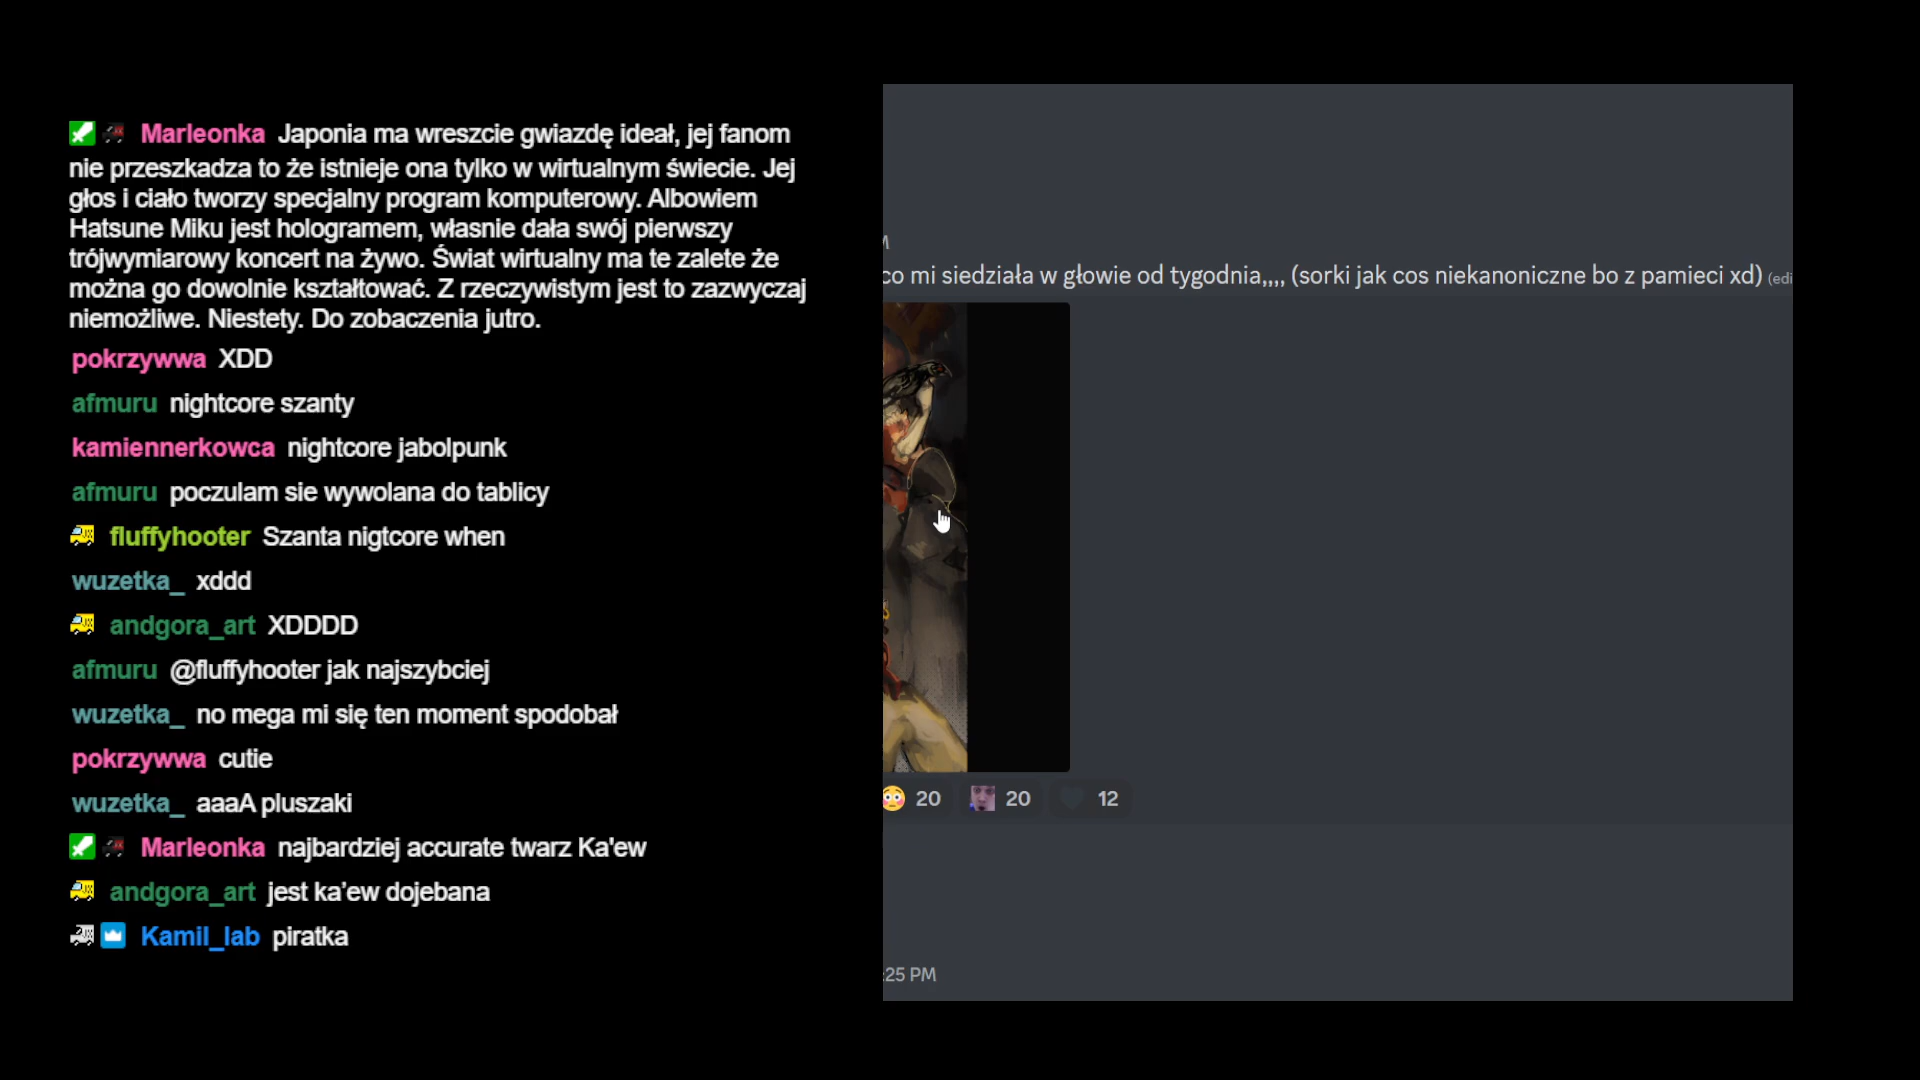 Marleonka Japonia ma wreszcie gwiazdę ideał, jej fanom
nie przeszkadza to że istnieje ona tylko w wirtualnym świecie. Jej
głos i ciało tworzy specjalny program komputerowy. Albowiem
Hatsune Miku jest hologramem, własnie dała swój pierwszy
trójwymiarowy koncert na żywo. Świat wirtualny ma te zalete że
można go dowolnie kształtować. Z rzeczywistym jest to zazwyczaj
niemożliwe. Niestety. Do zobaczenia jutro.
pokrzywwa XDD
afmuru nightcore szanty
kamiennerkowca nightcore jabolpunk
afmuru poczulam sie wywolana do tablicy
fluffyhooter Szanta nigtcore when
wuzetka_ xddd
andgora_art XDDDD
afmuru @fluffyhooter jak najszybciej
wuzetka_ no mega mi się ten moment spodobał
pokrzywwa cutie
wuzetka_ aaaA pluszaki
Marleonka najbardziej accurate twarz Ka'ew
andgora_art jest ka’ew dojebana
Kamil_lab piratka
M
co mi siedziała w głowie od tygodnia,,,, (sorki jak cos niekanoniczne bo z pamieci xd) (edi
20 20 12
:25 PM